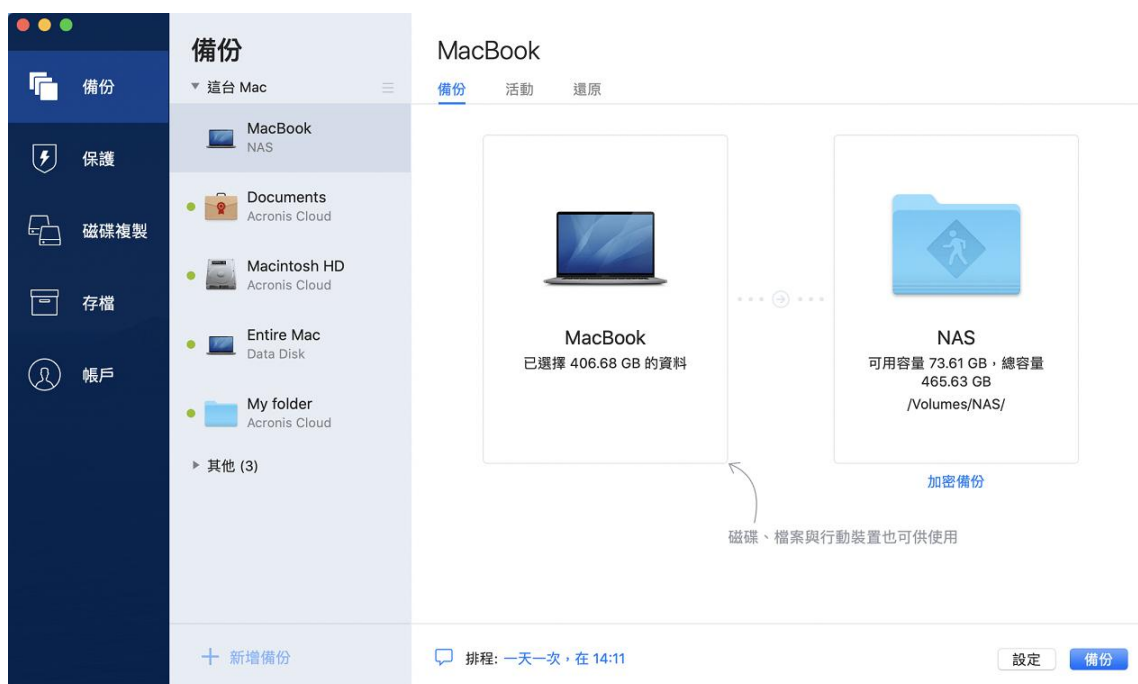 備份
保護
磁碟複製
存檔
帳戶
備份
這台 Mac
MacBook
NAS
Documents
Acronis Cloud
Macintosh HD
Acronis Cloud
Entire Mac
Data Disk
My folder
Acronis Cloud
其他 (3)
新增備份
MacBook
備份 活動 還原
MacBook
已選擇 406.68 GB 的資料
NAS
可用容量 73.61 GB，總容量
465.63 GB
/Volumes/NAS/
加密備份
磁碟、檔案與行動裝置也可供使用
排程: 一天一次，在 14:11
設定
備份